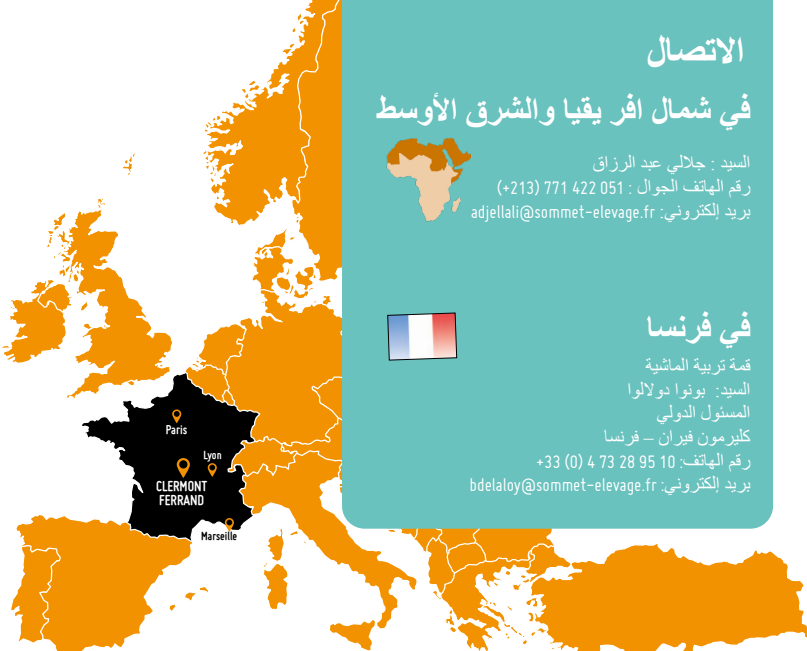 الاتصال
في شمال افر يقيا والشرق الأوسط
السيد : جلالي عبد الرزاق
رقم الهاتف الجوال : 051 422 771 (213+)
بريد إلكتروني: adjellali@sommet-elevage.fr
في فرنسا
قمة تربية الماشية
السيد: بونوا دولالوا
المسئول الدولي
كليرمون فيران – فرنسا
رقم الهاتف: 10 95 28 73 4 (0) 33+
بريد إلكتروني: bdelaloy@sommet-elevage.fr
Paris
Lyon
CLERMONT
FERRAND
Marseille